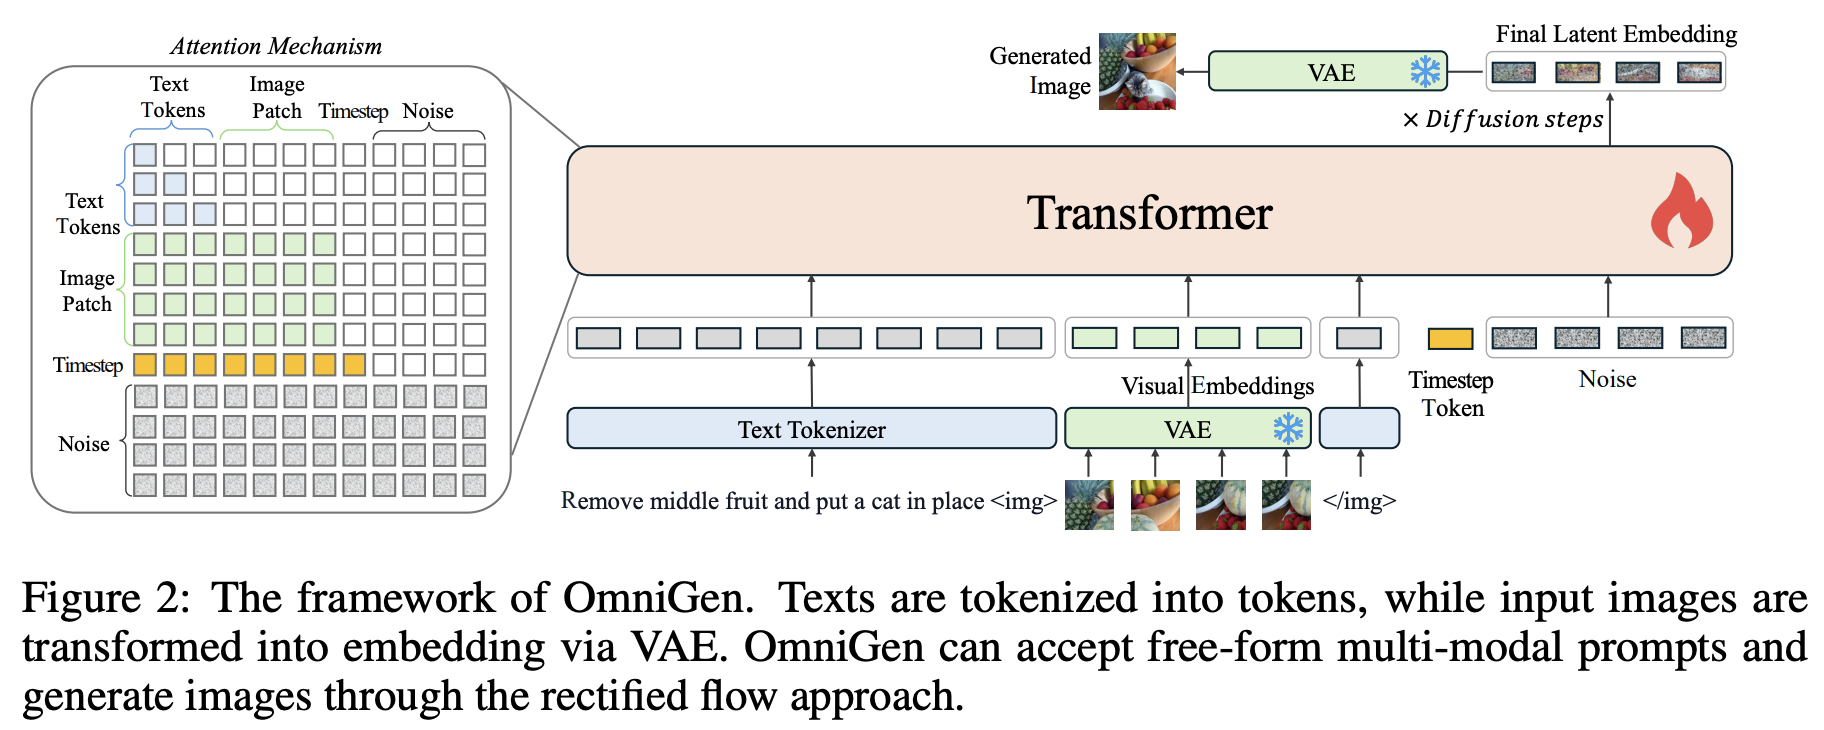 Attention Mechanism
Text
Tokens
Image
Patch
Timestep
Noise
Text
Tokens
Image
Patch
Timestep
Noise
Generated
Image
VAE
Final Latent Embedding
× Diffusion steps
Transformer
Visual Embeddings
Timestep
Token
Noise
Text Tokenizer
VAE
Remove middle fruit and put a cat in place <img>
</img>
Figure 2: The framework of OmniGen. Texts are tokenized into tokens, while input images are
transformed into embedding via VAE. OmniGen can accept free-form multi-modal prompts and
generate images through the rectified flow approach.